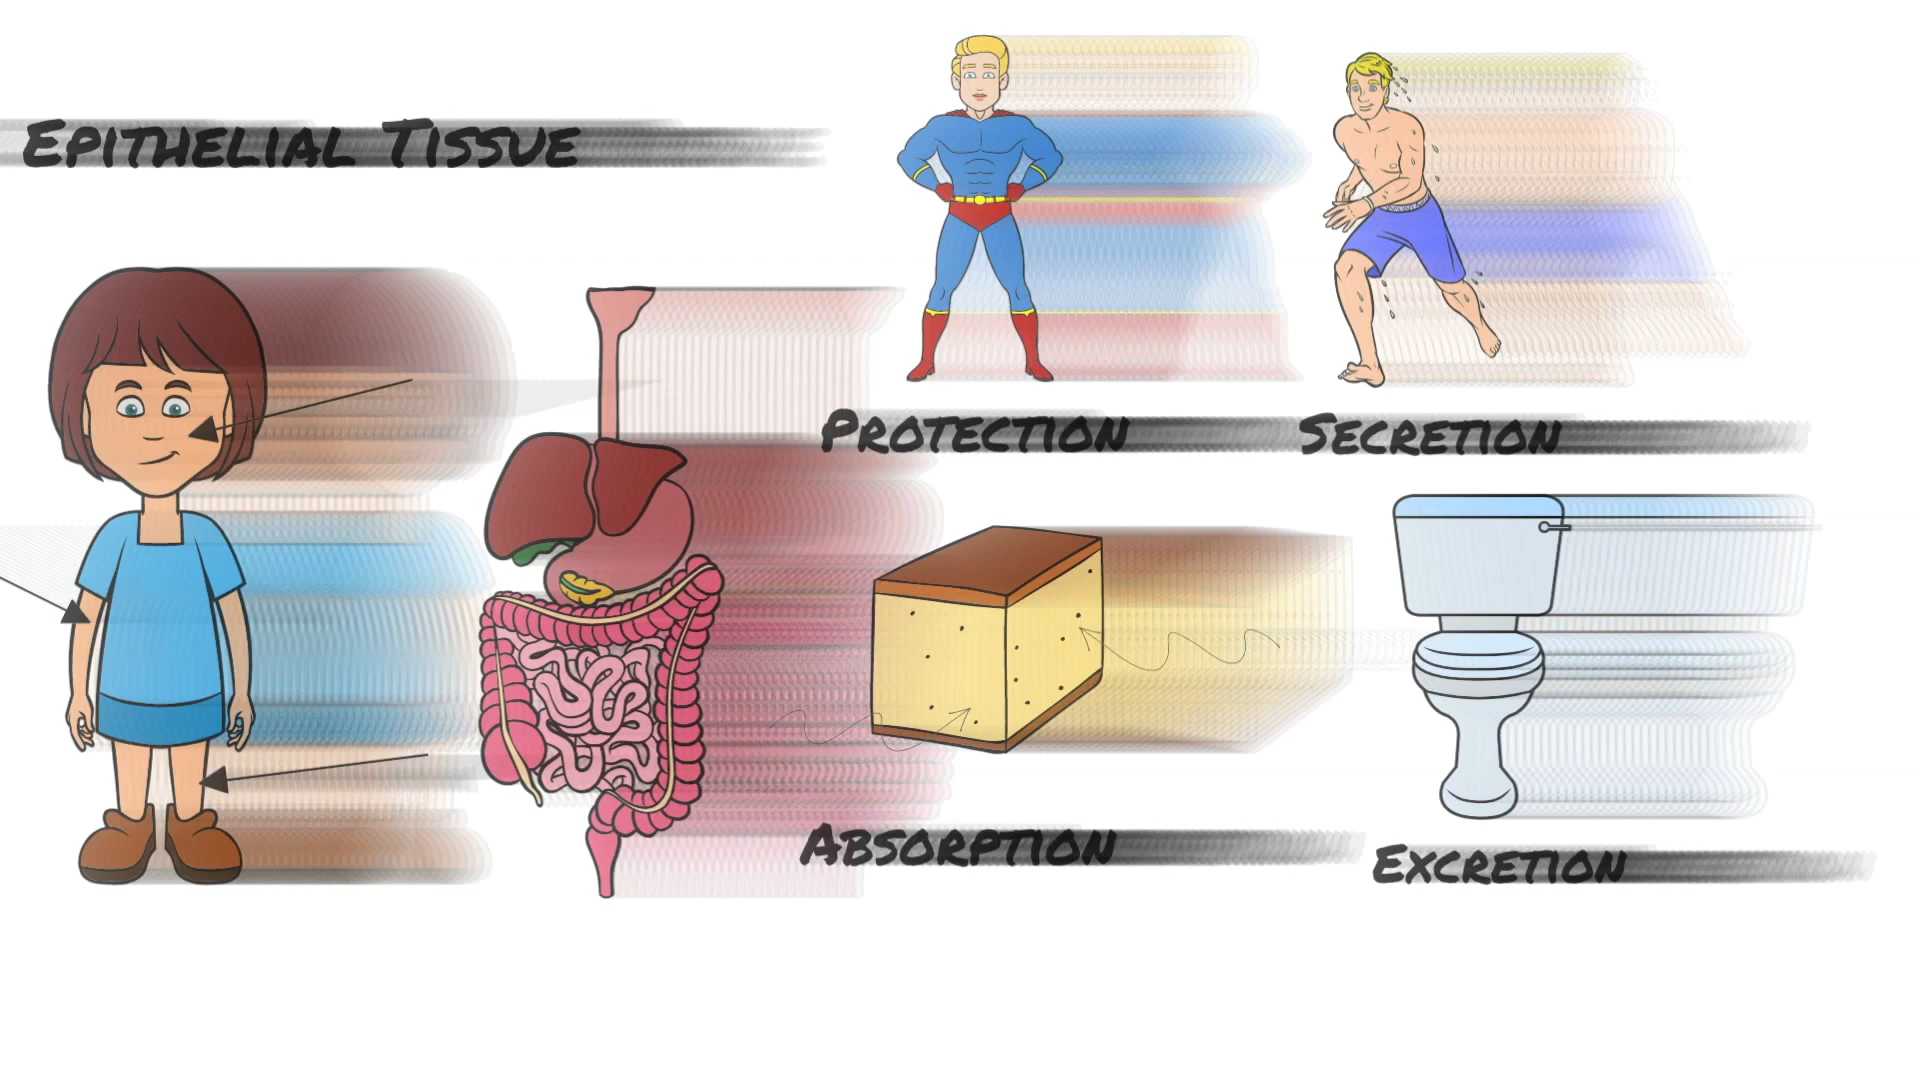 Epithelial Tissue
Protection
Secretion
Absorption
Excretion